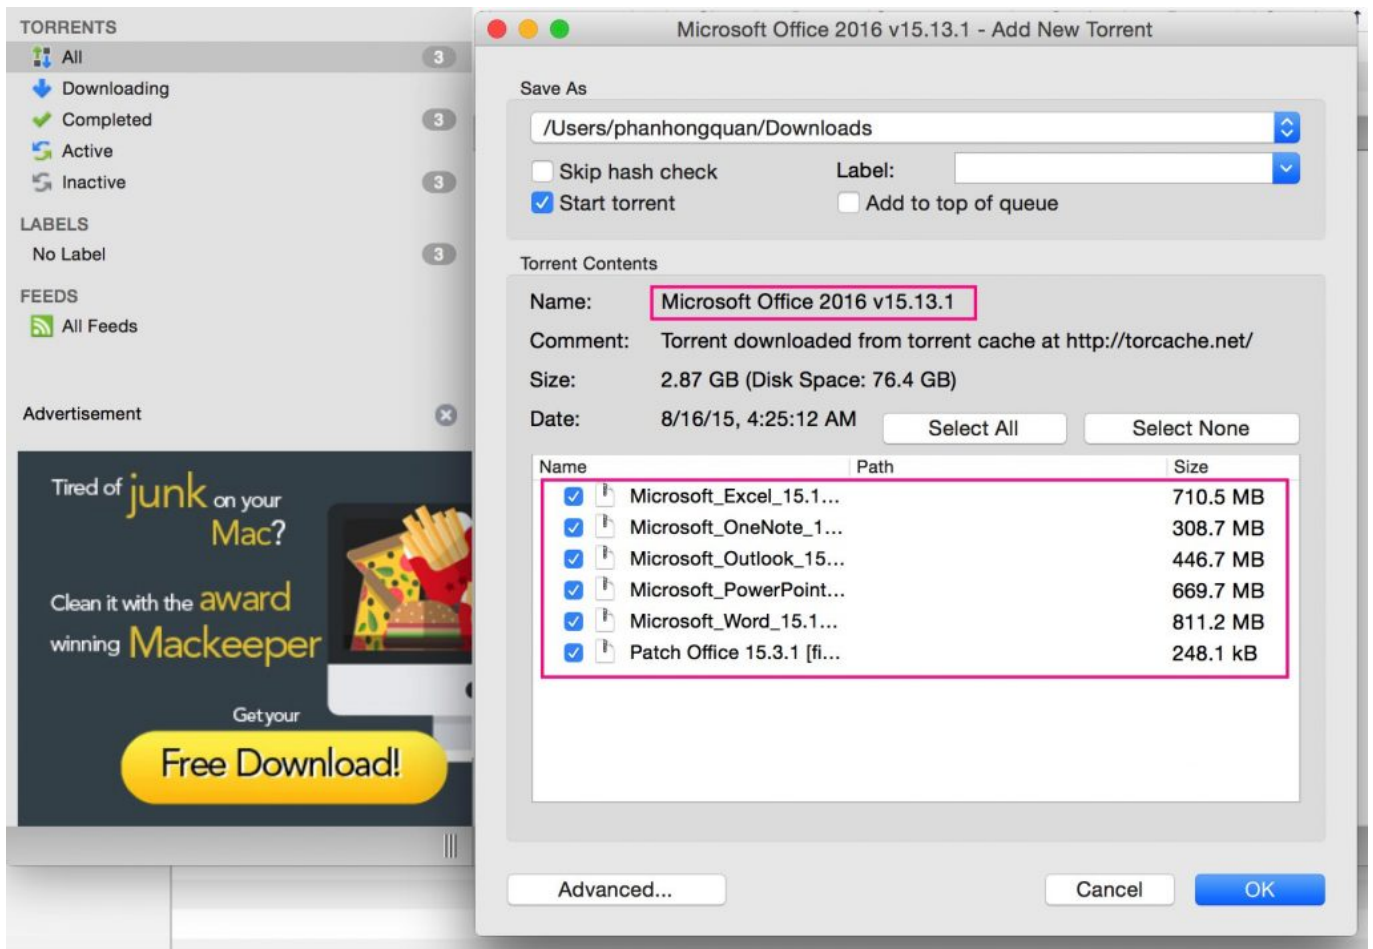 TORRENTS
All 3
Downloading
Completed 3
Active
Inactive 3
LABELS
No Label 3
FEEDS
All Feeds
Advertisement
Tired of junk on your
Mac?
Clean it with the award
winning Mackeeper
Get your
Free Download!
Microsoft Office 2016 v15.13.1 - Add New Torrent
Save As
/Users/phanhongquan/Downloads
Skip hash check Label:
Start torrent Add to top of queue
Torrent Contents
Name: Microsoft Office 2016 v15.13.1
Comment: Torrent downloaded from torrent cache at http://torcache.net/
Size: 2.87 GB (Disk Space: 76.4 GB)
Date: 8/16/15, 4:25:12 AM Select All Select None
Name Path Size
Microsoft_Excel_15.1... 710.5 MB
Microsoft_OneNote_1... 308.7 MB
Microsoft_Outlook_15... 446.7 MB
Microsoft_PowerPoint... 669.7 MB
Microsoft_Word_15.1... 811.2 MB
Patch Office 15.3.1 [fi... 248.1 kB
Advanced... Cancel OK